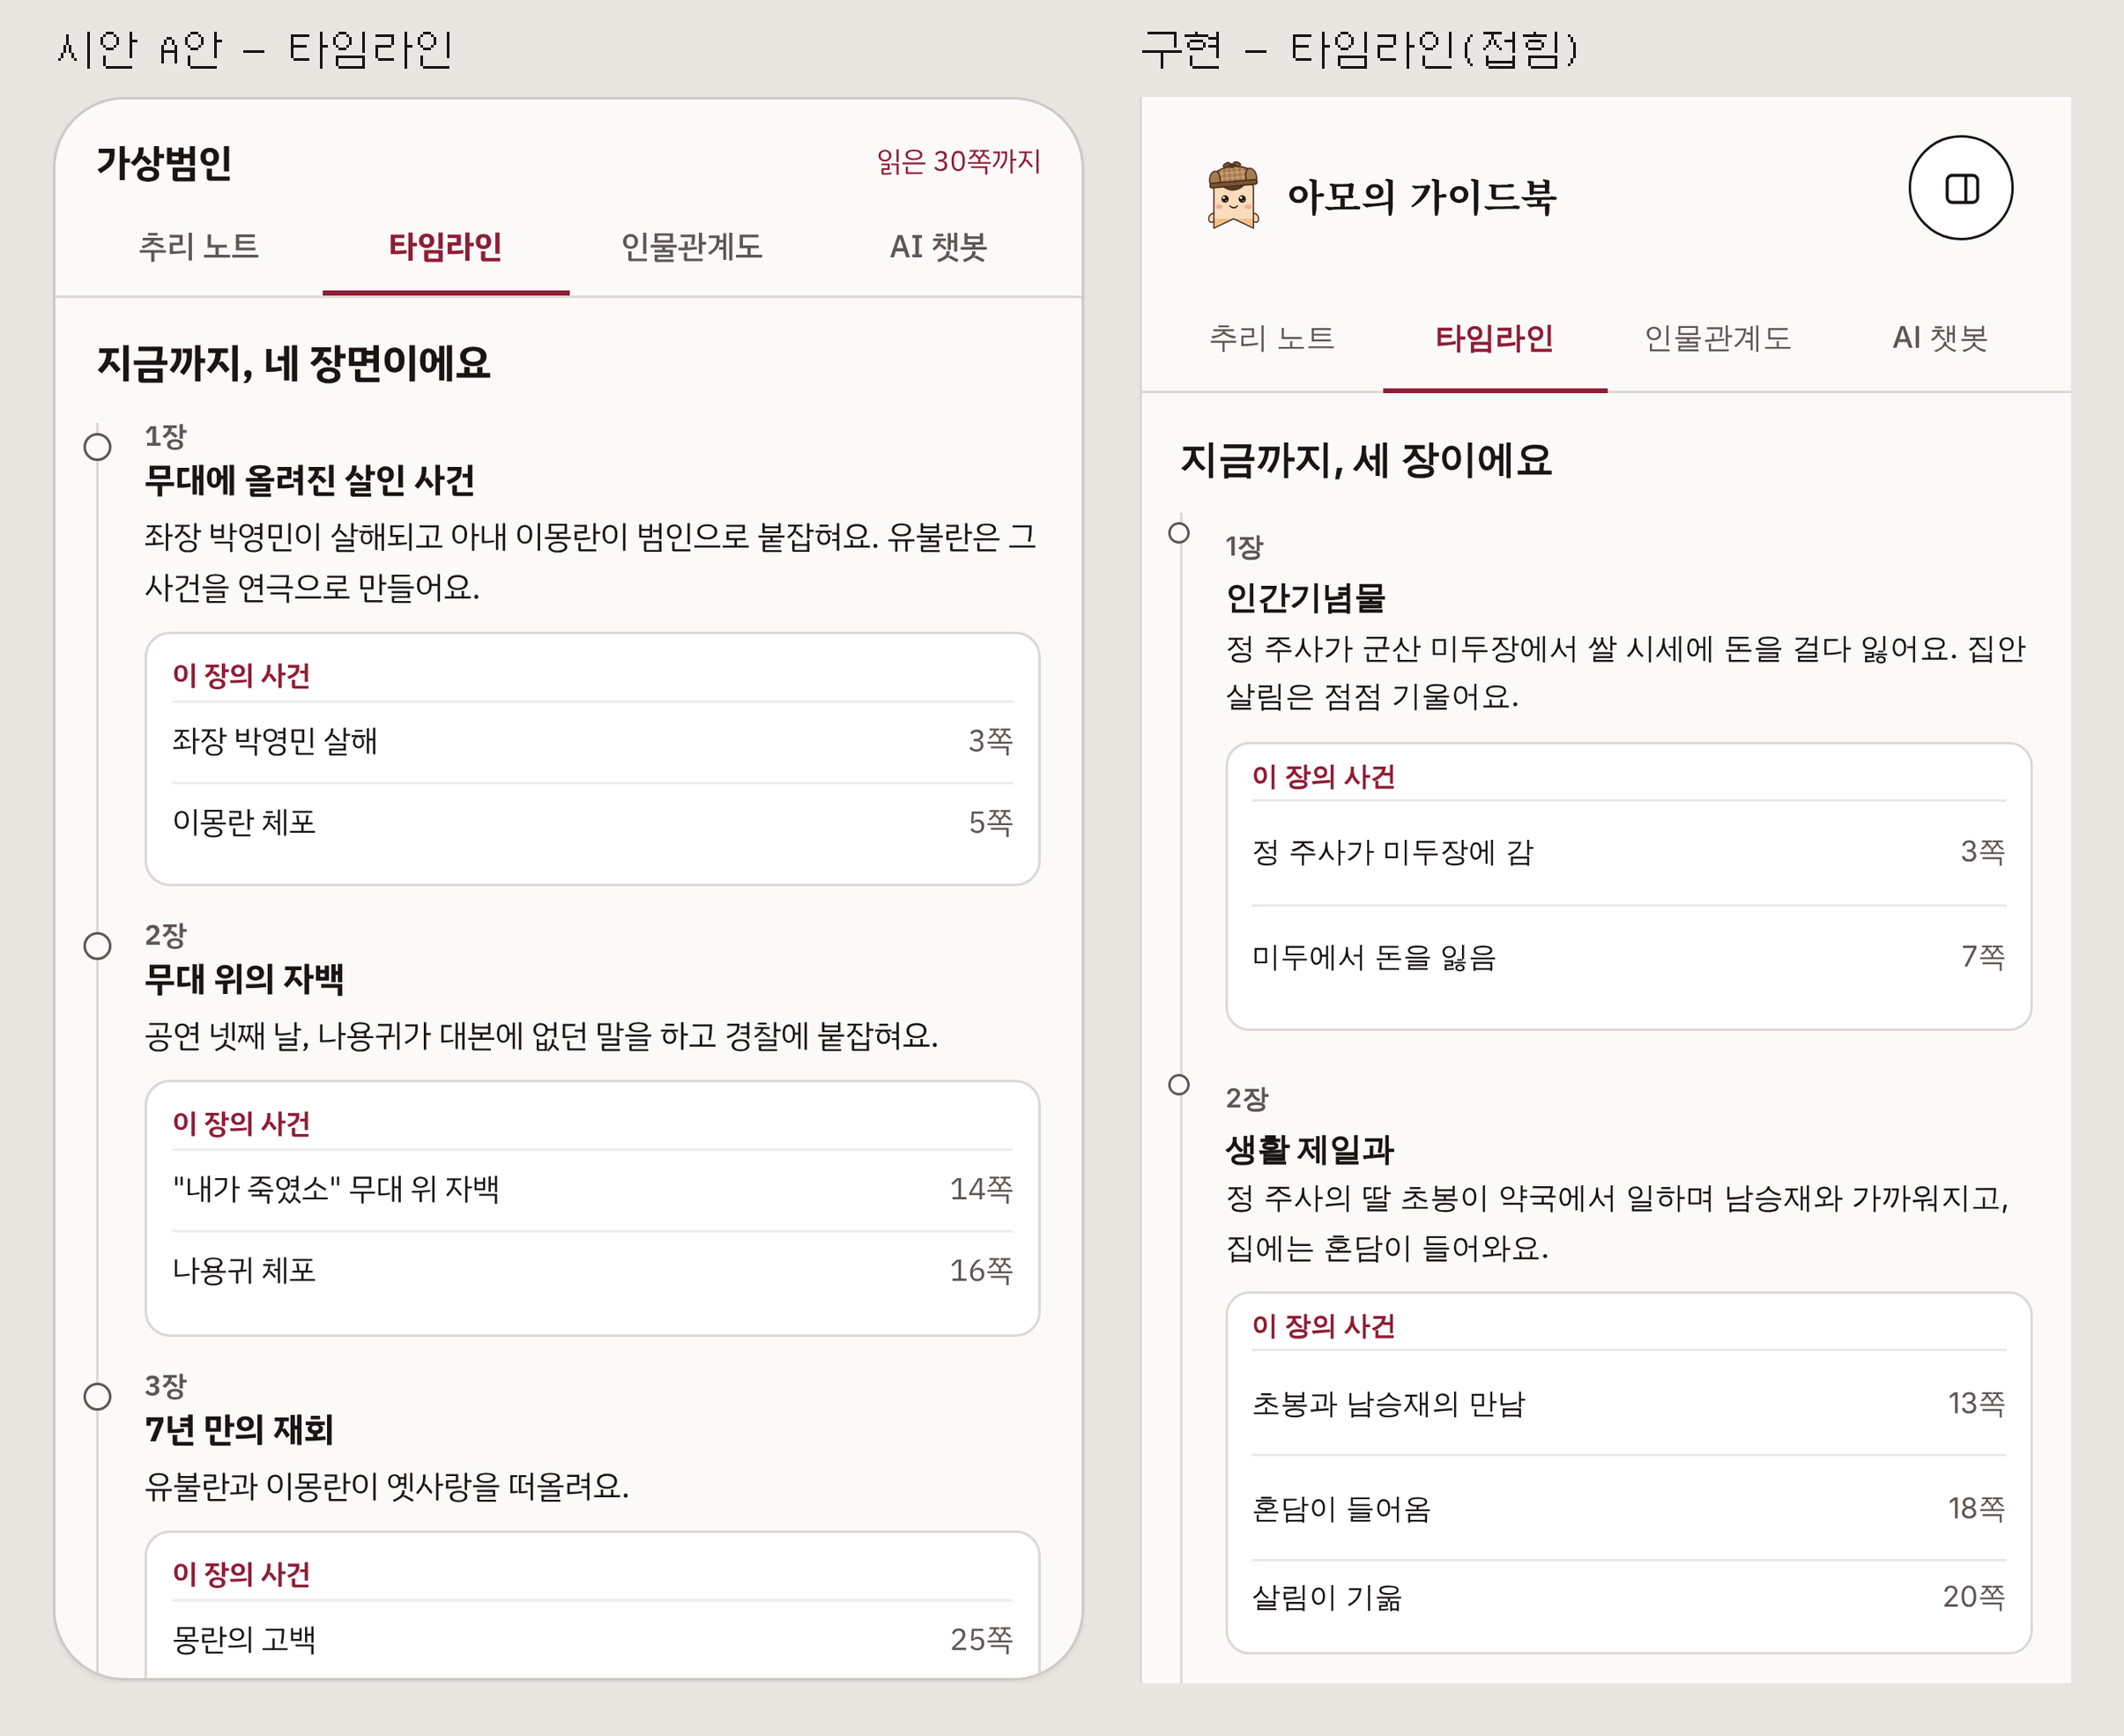 시안 A안 - 타임라인
가상범인
읽은 30쪽까지
추리 노트 타임라인 인물관계도 AI 챗봇
지금까지, 네 장면이에요
1장
무대에 올려진 살인 사건
좌장 박영민이 살해되고 아내 이몽란이 범인으로 붙잡혀요. 유불란은 그
사건을 연극으로 만들어요.
이 장의 사건
좌장 박영민 살해 3쪽
이몽란 체포 5쪽
2장
무대 위의 자백
공연 넷째 날, 나용귀가 대본에 없던 말을 하고 경찰에 붙잡혀요.
이 장의 사건
"내가 죽였소" 무대 위 자백 14쪽
나용귀 체포 16쪽
3장
7년 만의 재회
유불란과 이몽란이 옛사랑을 떠올려요.
이 장의 사건
몽란의 고백 25쪽
구현 - 타임라인(접힘)
아모의 가이드북
추리 노트 타임라인 인물관계도 AI 챗봇
지금까지, 세 장이에요
1장
인간기념물
정 주사가 군산 미두장에서 쌀 시세에 돈을 걸다 잃어요. 집안
살림은 점점 기울어요.
이 장의 사건
정 주사가 미두장에 감 3쪽
미두에서 돈을 잃음 7쪽
2장
생활 제일과
정 주사의 딸 초봉이 약국에서 일하며 남승재와 가까워지고,
집에는 혼담이 들어와요.
이 장의 사건
초봉과 남승재의 만남 13쪽
혼담이 들어옴 18쪽
살림이 기욺 20쪽